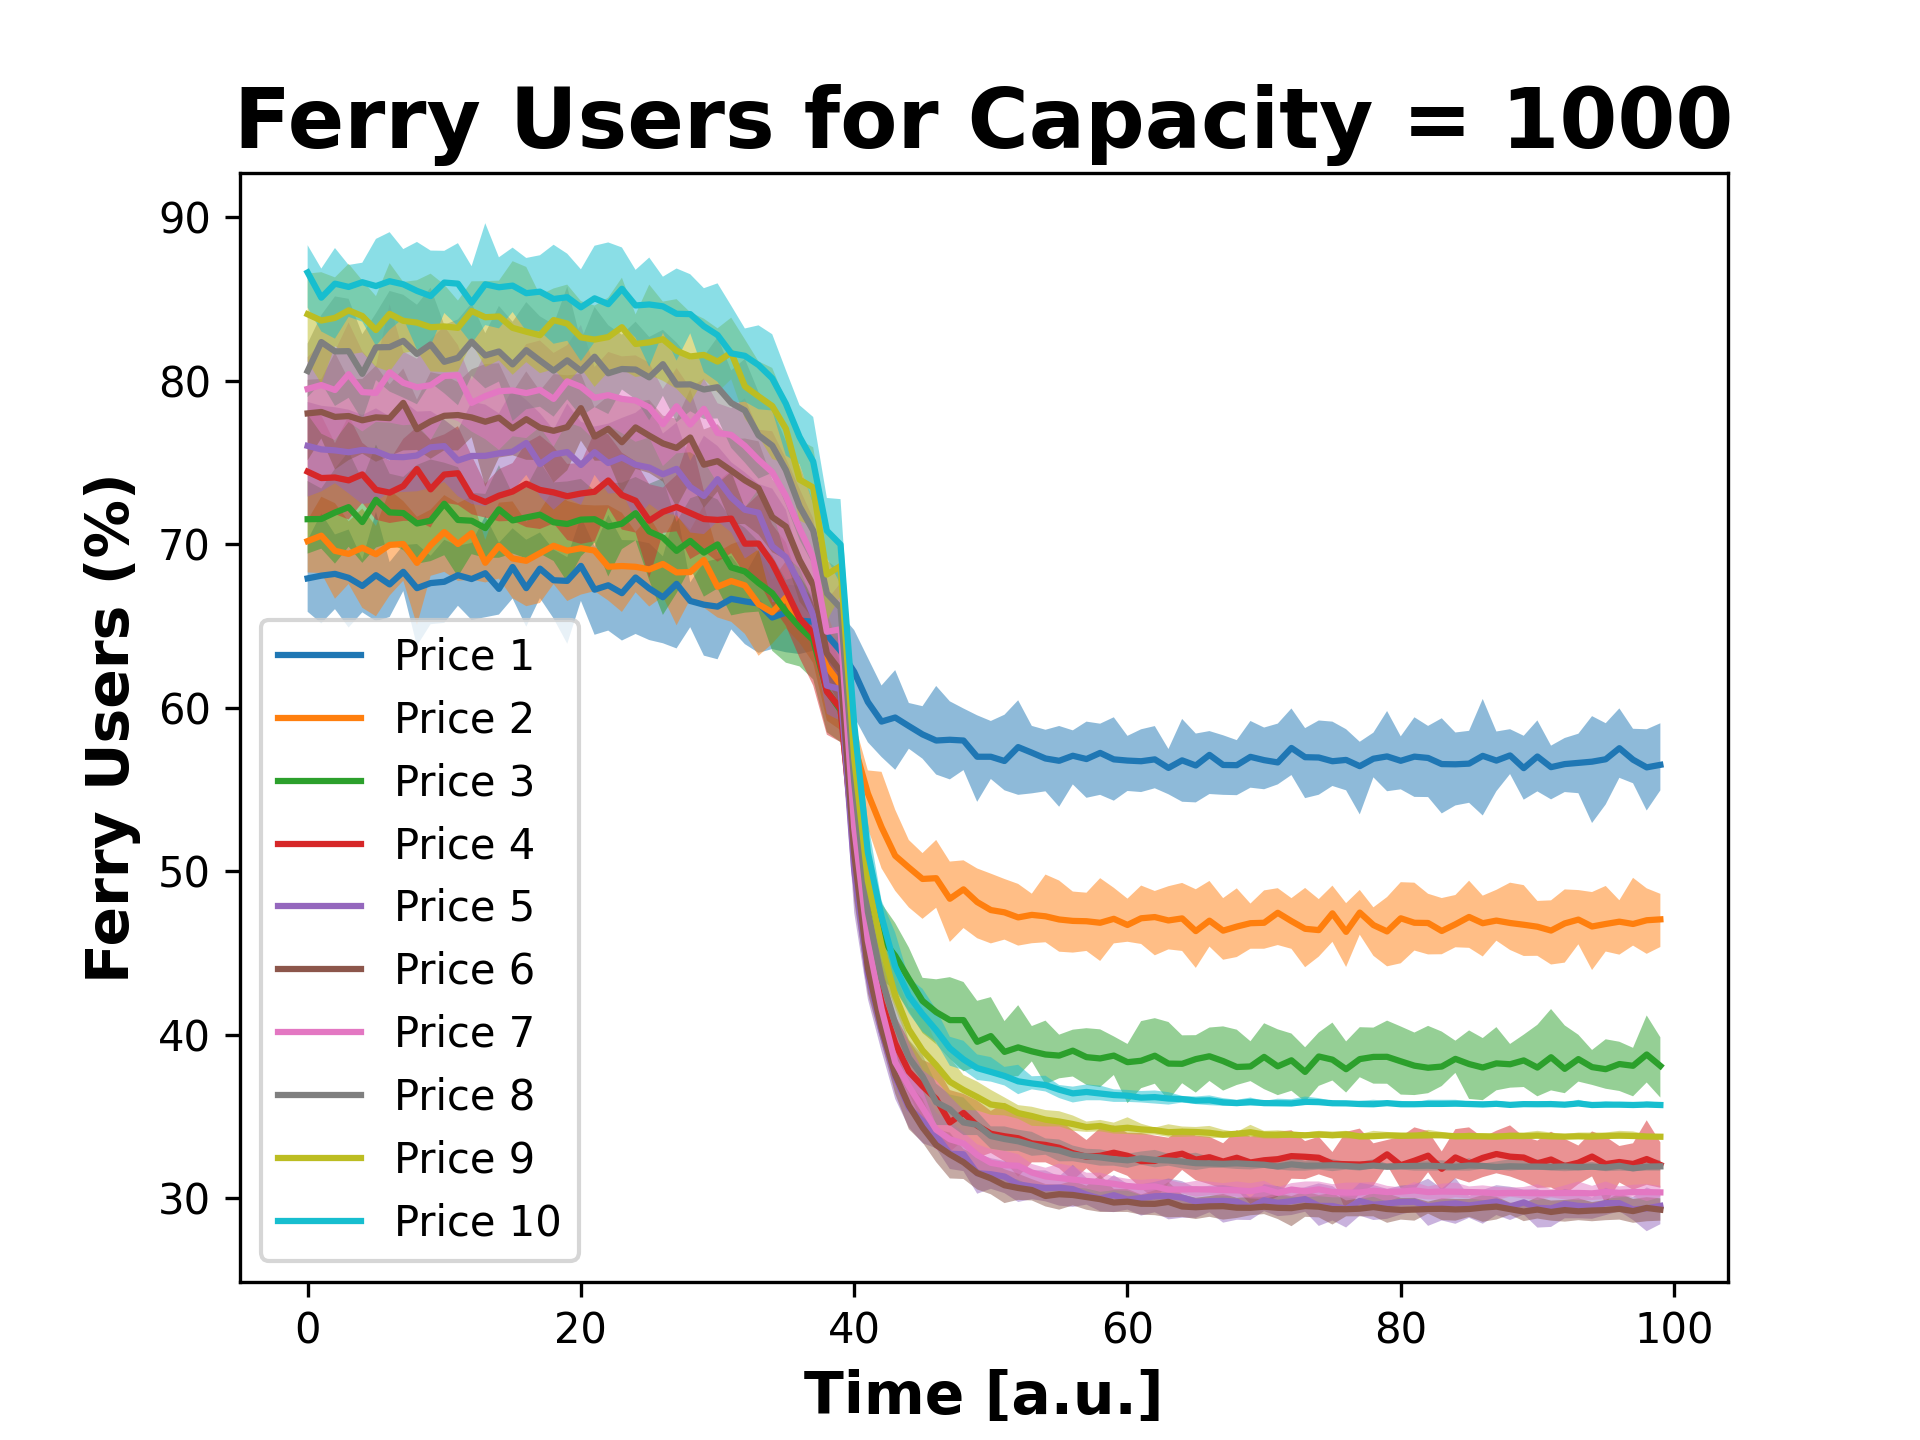 Ferry Users for Capacity = 1000
Ferry Users (%)
90
80
70
60
50
40
30
Price 1
Price 2
Price 3
Price 4
Price 5
Price 6
Price 7
Price 8
Price 9
Price 10
0 20 40 60 80 100
Time [a.u.]